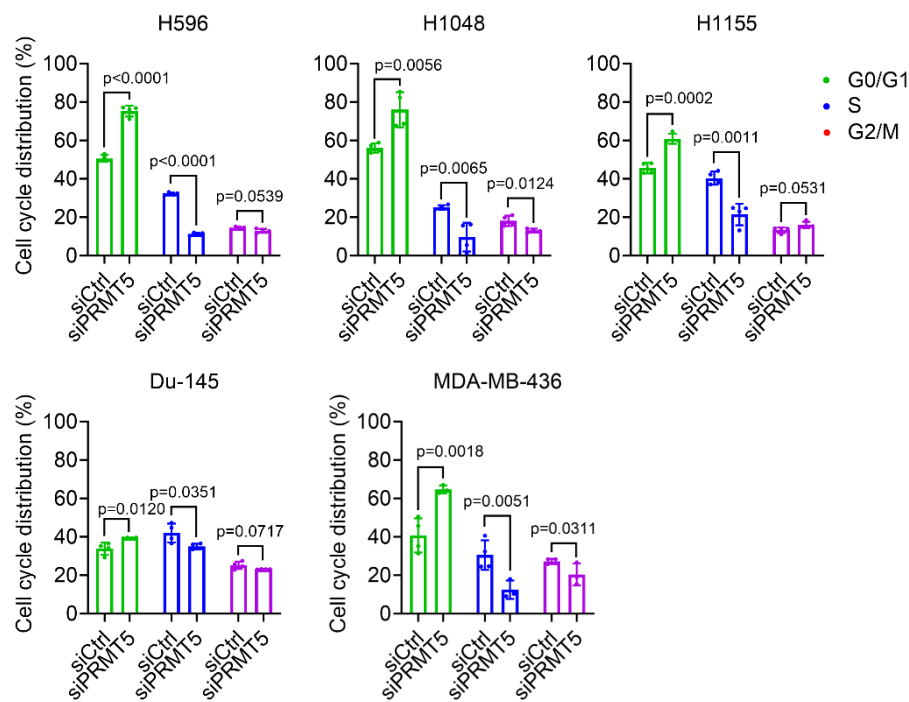 H596
Cell cycle distribution (%)
100
80
60
40
20
0
p<0.0001
p<0.0001
p=0.0539
siCtrl
siPRMT5
siCtrl
siPRMT5
siCtrl
siPRMT5
H1048
100
80
60
40
20
0
p=0.0056
p=0.0065
p=0.0124
siCtrl
siPRMT5
siCtrl
siPRMT5
siCtrl
siPRMT5
H1155
100
80
60
40
20
0
p=0.0002
p=0.0011
p=0.0531
siCtrl
siPRMT5
siCtrl
siPRMT5
siCtrl
siPRMT5
G0/G1
S
G2/M
Du-145
Cell cycle distribution (%)
100
80
60
40
20
0
p=0.0120
p=0.0351
p=0.0717
siCtrl
siPRMT5
siCtrl
siPRMT5
siCtrl
siPRMT5
MDA-MB-436
Cell cycle distribution (%)
100
80
60
40
20
0
p=0.0018
p=0.0051
p=0.0311
siCtrl
siPRMT5
siCtrl
siPRMT5
siCtrl
siPRMT5